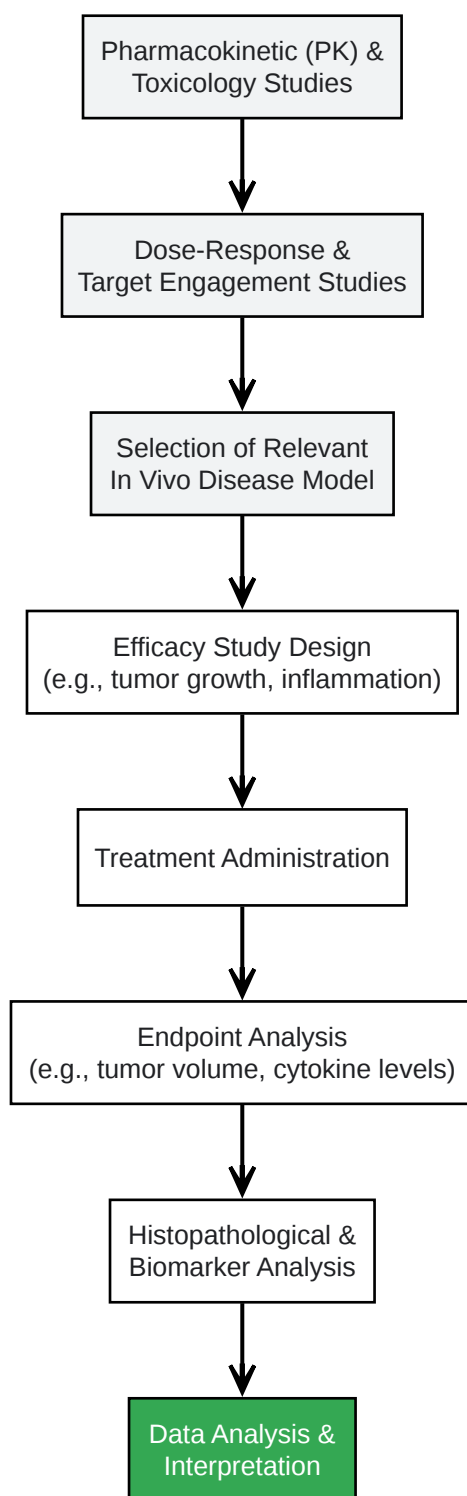 Pharmacokinetic (PK) &
Toxicology Studies
Dose-Response &
Target Engagement Studies
Selection of Relevant
In Vivo Disease Model
Efficacy Study Design
(e.g., tumor growth, inflammation)
Treatment Administration
Endpoint Analysis
(e.g., tumor volume, cytokine levels)
Histopathological &
Biomarker Analysis
Data Analysis &
Interpretation